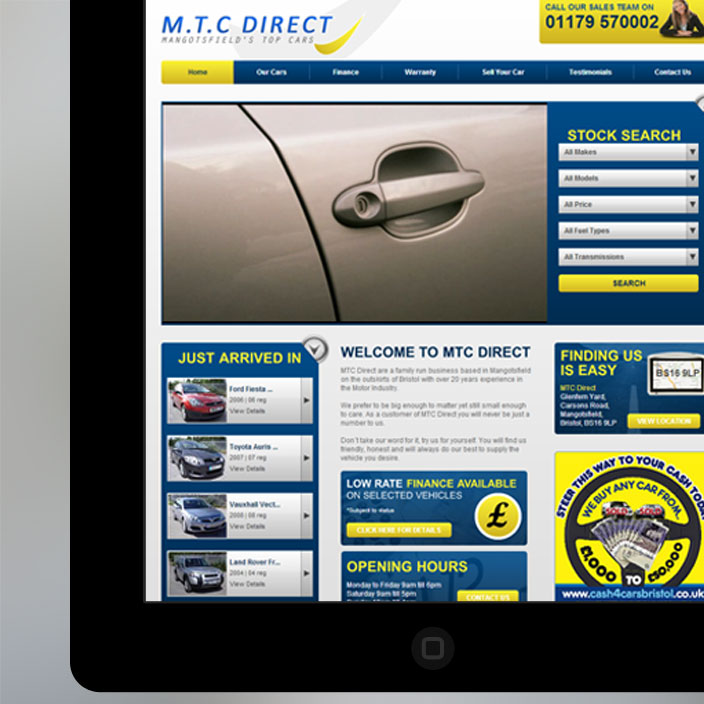 M.T.C DIRECT
MANGOTSFIELD'S TOP CARS
CALL OUR SALES TEAM ON
01179 570002
Home
Our Cars
Finance
Warranty
Sell Your Car
Testimonials
Contact Us
STOCK SEARCH
All Makes
All Models
All Price
All Fuel Types
All Transmissions
SEARCH
JUST ARRIVED IN
Ford Fiesta ...
2006 | 06 reg
View Details
Toyota Auris ...
2007 | 07 reg
View Details
Vauxhall Vect...
2008 | 08 reg
View Details
Land Rover Fr...
2004 | 04 reg
View Details
WELCOME TO MTC DIRECT
MTC Direct are a family run business based in Mangotsfield
on the outskirts of Bristol with over 20 years experience in
the Motor Industry.
We prefer to be big enough to matter yet still small enough
to care. As a customer of MTC Direct you will never be just a
number to us.
Don't take our word for it, try us for yourself. You will find us
friendly, honest and will always do our best to supply the
vehicle you desire.
LOW RATE FINANCE AVAILABLE
ON SELECTED VEHICLES
*Subject to status
£
CLICK HERE FOR DETAILS
OPENING HOURS
Monday to Friday 9am till 6pm
Saturday 9am till 5pm
CONTACT US
FINDING US
IS EASY
BS16 9LP
MTC Direct
Glenfern Yard,
Carsons Road,
Mangotsfield,
Bristol, BS16 9LP
VIEW LOCATION
STEER THIS WAY TO YOUR CASH TODAY
WE BUY ANY CAR FROM...
£1,000 TO £50,000
www.cash4carsbristol.co.uk